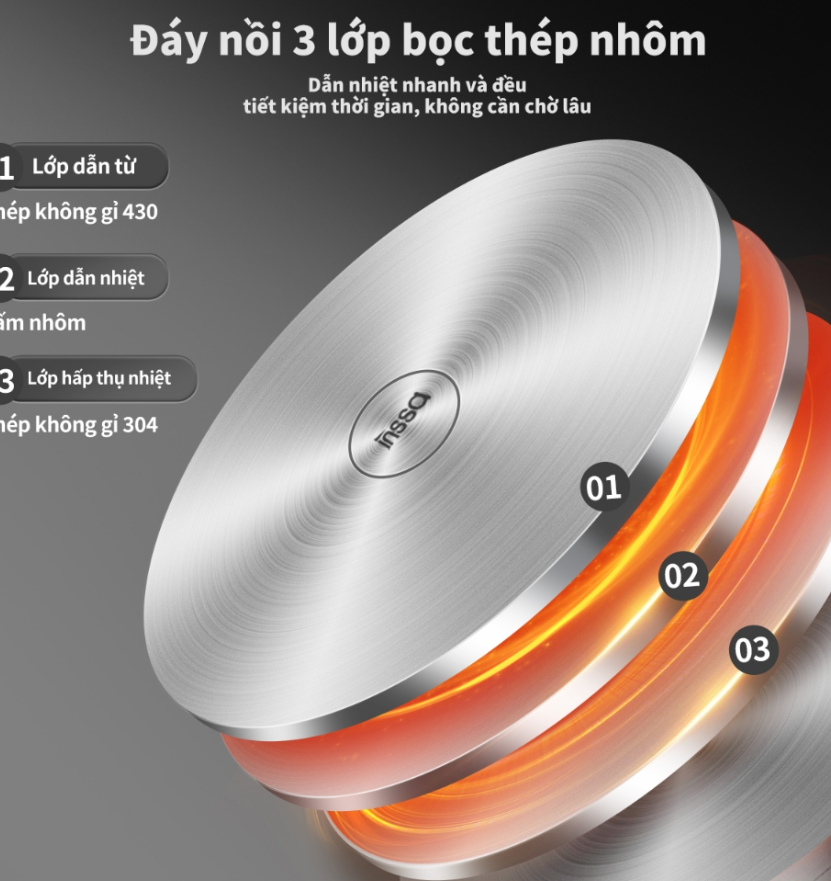 Đáy nồi 3 lớp bọc thép nhôm
Dẫn nhiệt nhanh và đều
tiết kiệm thời gian, không cần chờ lâu
1 Lớp dẫn từ
hép không gỉ 430
2 Lớp dẫn nhiệt
ấm nhôm
3 Lớp hấp thụ nhiệt
hép không gỉ 304
inssa
01
02
03